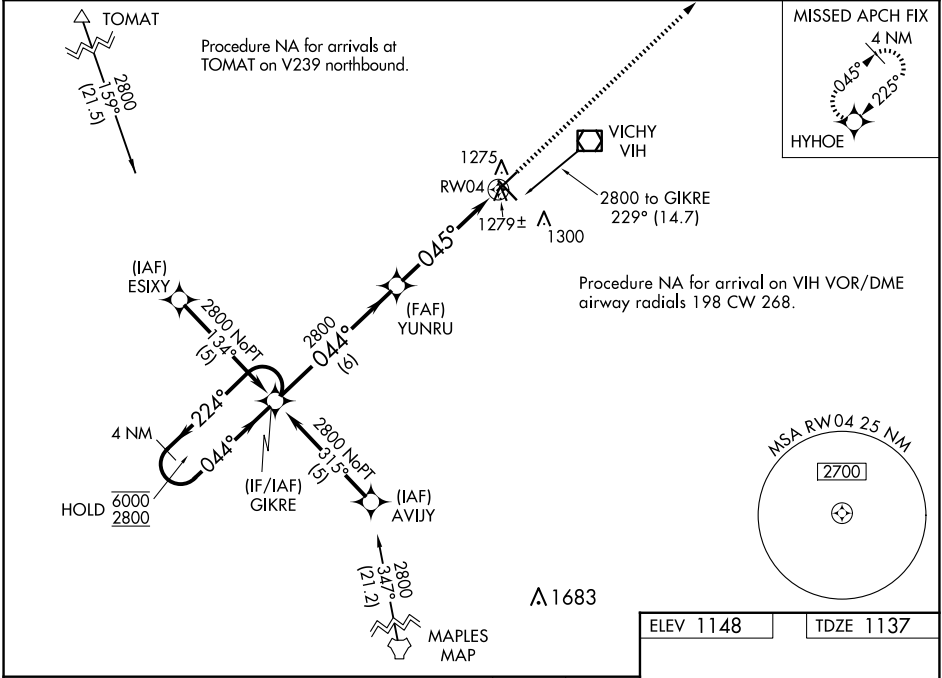 TOMAT
2800
159°
(21.5)
Procedure NA for arrivals at
TOMAT on V239 northbound.
MISSED APCH FIX
4 NM
045°
225°
HYHOE
VICHY
VIH
1275
RW04
1279±
1300
2800 to GIKRE
229° (14.7)
045°
(IAF)
ESIXY
2800 NoPT
134°
(5)
(FAF)
YUNRU
2800
044°
(6)
Procedure NA for arrival on VIH VOR/DME
airway radials 198 CW 268.
224°
044°
4 NM
HOLD 6000
2800
(IF/IAF)
GIKRE
2800 NoPT
315°
(5)
(IAF)
AVIJY
MSA RW04 25 NM
2700
2800
347°
(21.2)
MAPLES
MAP
1683
ELEV 1148
TDZE 1137